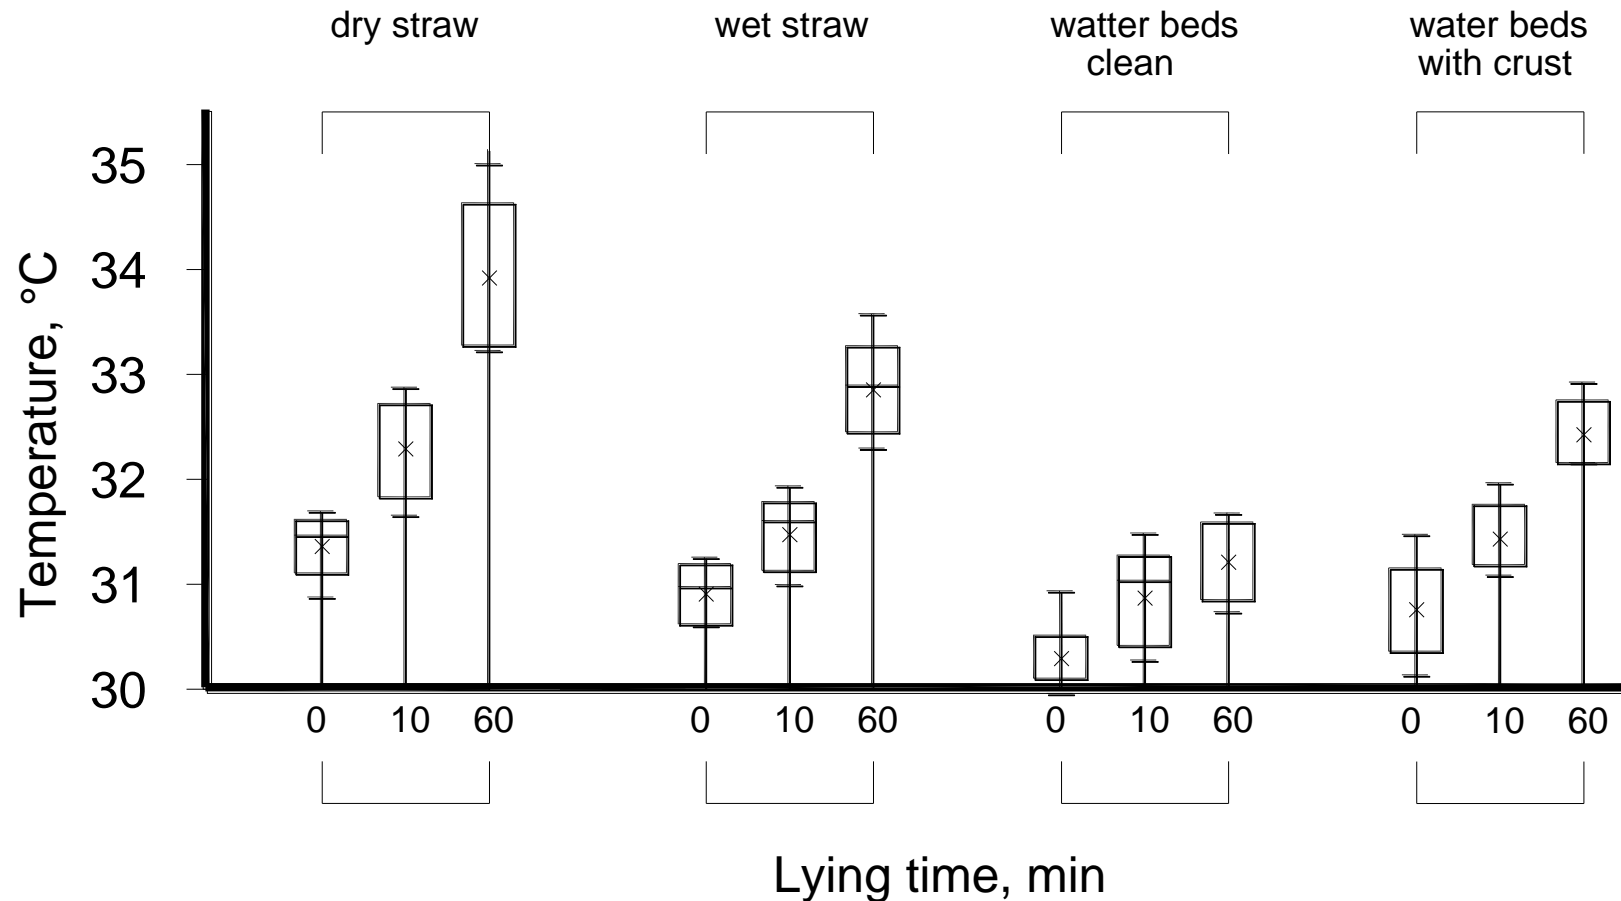 dry straw
wet straw
watter beds
clean
water beds
with crust
Temperature, °C
35
34
33
32
31
30
0 10 60
0 10 60
0 10 60
0 10 60
Lying time, min